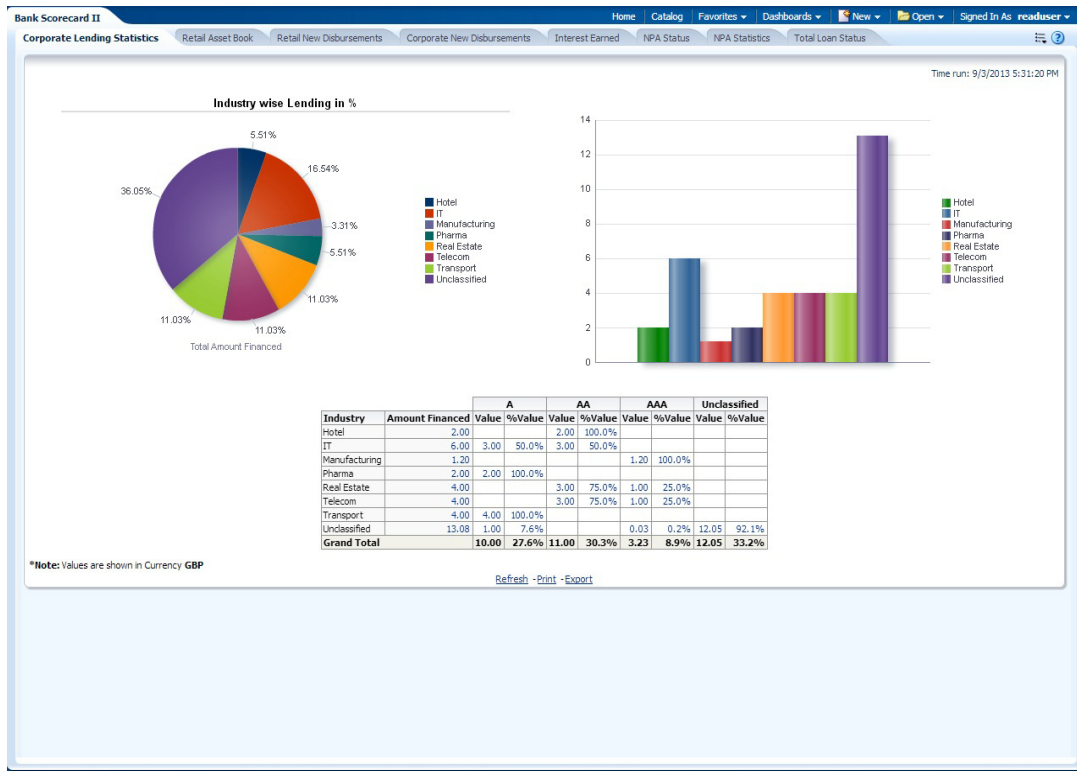 Bank Scorecard II
Home Catalog Favorites Dashboards New Open Signed In As readuser
Corporate Lending Statistics Retail Asset Book Retail New Disbursements Corporate New Disbursements Interest Earned NPA Status NPA Statistics Total Loan Status
Time run: 9/3/2013 5:31:20 PM
Industry wise Lending in %
5.51%
16.54%
3.31%
5.51%
11.03%
11.03%
11.03%
36.05%
Total Amount Financed
Hotel
IT
Manufacturing
Pharma
Real Estate
Telecom
Transport
Unclassified
14
12
10
8
6
4
2
0
Hotel
IT
Manufacturing
Pharma
Real Estate
Telecom
Transport
Unclassified
A AA AAA Unclassified
Industry Amount Financed Value %Value Value %Value Value %Value Value %Value
Hotel 2.00 2.00 100.0%
IT 6.00 3.00 50.0% 3.00 50.0%
Manufacturing 1.20 1.20 100.0%
Pharma 2.00 2.00 100.0%
Real Estate 4.00 3.00 75.0% 1.00 25.0%
Telecom 4.00 3.00 75.0% 1.00 25.0%
Transport 4.00 4.00 100.0%
Unclassified 13.08 1.00 7.6% 0.03 0.2% 12.05 92.1%
Grand Total 10.00 27.6% 11.00 30.3% 3.23 8.9% 12.05 33.2%
*Note: Values are shown in Currency GBP
Refresh - Print - Export